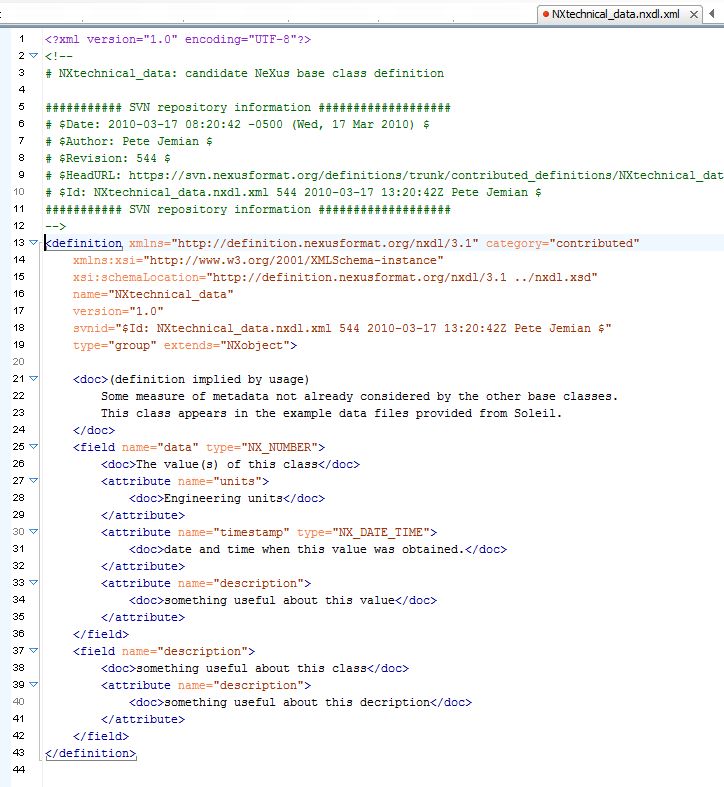 NXtechnical_data.nxdl.xml
1 <?xml version="1.0" encoding="UTF-8"?>
2 <!--
3 # NXtechnical_data: candidate NeXus base class definition
4
5 ########### SVN repository information ###################
6 # $Date: 2010-03-17 08:20:42 -0500 (Wed, 17 Mar 2010) $
7 # $Author: Pete Jemian $
8 # $Revision: 544 $
9 # $HeadURL: https://svn.nexusformat.org/definitions/trunk/contributed_definitions/NXtechnical_dat
10 # $Id: NXtechnical_data.nxdl.xml 544 2010-03-17 13:20:42Z Pete Jemian $
11 ########### SVN repository information ###################
12 -->
13 <definition xmlns="http://definition.nexusformat.org/nxdl/3.1" category="contributed"
14 xmlns:xsi="http://www.w3.org/2001/XMLSchema-instance"
15 xsi:schemaLocation="http://definition.nexusformat.org/nxdl/3.1 ../nxdl.xsd"
16 name="NXtechnical_data"
17 version="1.0"
18 svnid="$Id: NXtechnical_data.nxdl.xml 544 2010-03-17 13:20:42Z Pete Jemian $"
19 type="group" extends="NXobject">
20
21 <doc>(definition implied by usage)
22 Some measure of metadata not already considered by the other base classes.
23 This class appears in the example data files provided from Soleil.
24 </doc>
25 <field name="data" type="NX_NUMBER">
26 <doc>The value(s) of this class</doc>
27 <attribute name="units">
28 <doc>Engineering units</doc>
29 </attribute>
30 <attribute name="timestamp" type="NX_DATE_TIME">
31 <doc>date and time when this value was obtained.</doc>
32 </attribute>
33 <attribute name="description">
34 <doc>something useful about this value</doc>
35 </attribute>
36 </field>
37 <field name="description">
38 <doc>something useful about this class</doc>
39 <attribute name="description">
40 <doc>something useful about this decription</doc>
41 </attribute>
42 </field>
43 </definition>
44